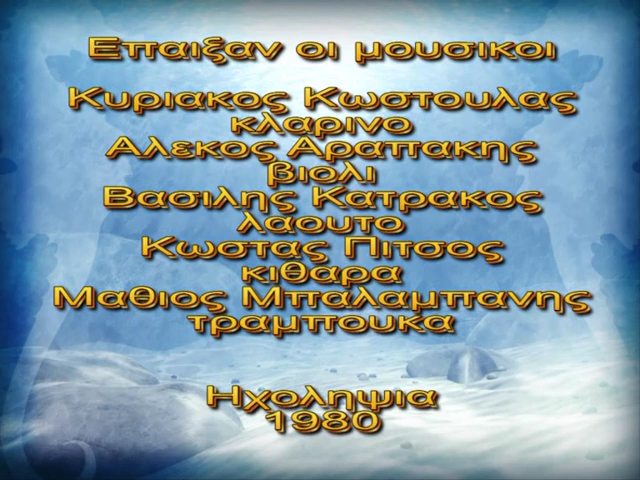 Επαιξαν οι μουσικοι
Κυριακος Κωστουλας
κλαρινο
Αλεκος Αραπακης
βιολι
Βασιλης Κατρακος
λαουτο
Κωστας Πιτσος
κιθαρα
Μαθιος Μπαλαμπανης
τραμπουκα
Ηχοληψια
1980